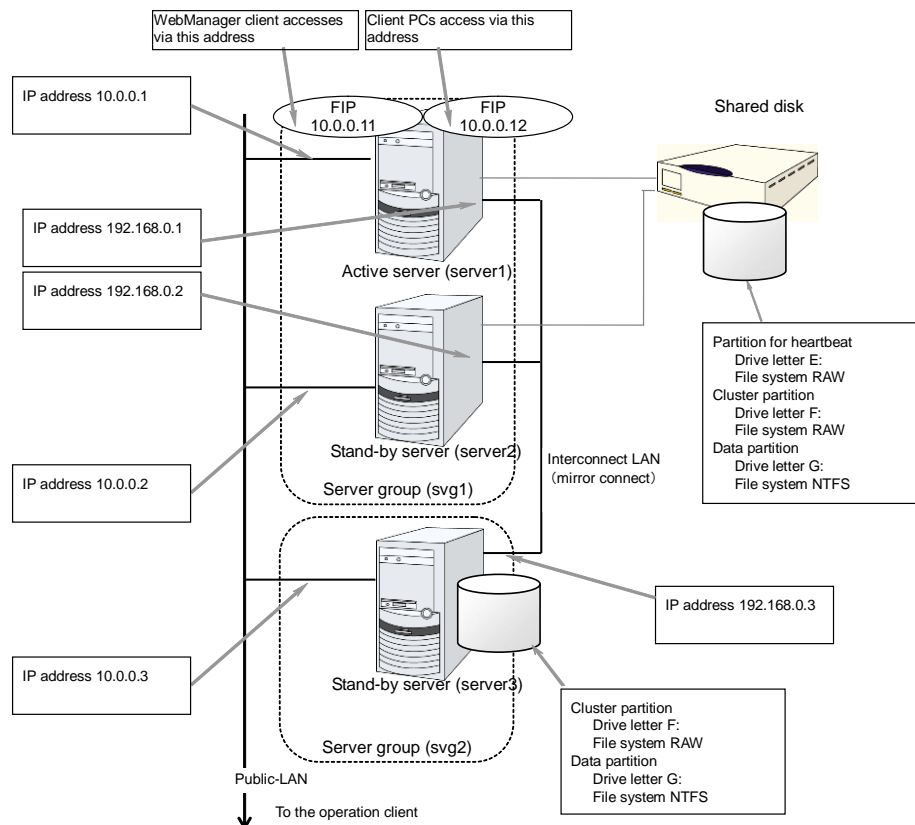 WebManager client accesses
via this address
Client PCs access via this
address
IP address 10.0.0.1
FIP
10.0.0.11
FIP
10.0.0.12
Shared disk
IP address 192.168.0.1
Active server (server1)
IP address 192.168.0.2
Partition for heartbeat
Drive letter E:
File system RAW
Cluster partition
Drive letter F:
File system RAW
Data partition
Drive letter G:
File system NTFS
Stand-by server (server2)
Interconnect LAN
(mirror connect)
IP address 10.0.0.2
Server group (svg1)
IP address 192.168.0.3
IP address 10.0.0.3
Stand-by server (server3)
Cluster partition
Drive letter F:
File system RAW
Data partition
Drive letter G:
File system NTFS
Server group (svg2)
Public-LAN
To the operation client